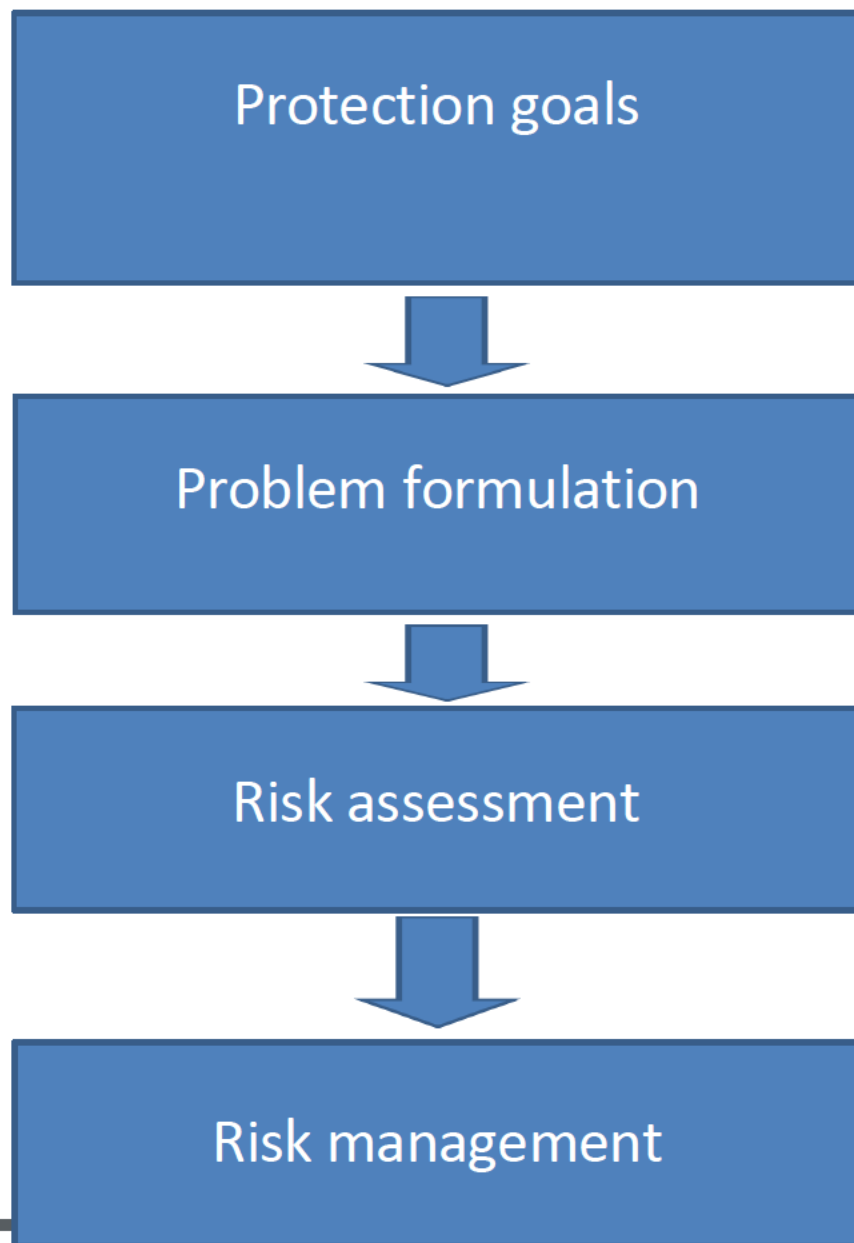 Protection goals
Problem formulation
Risk assessment
Risk management